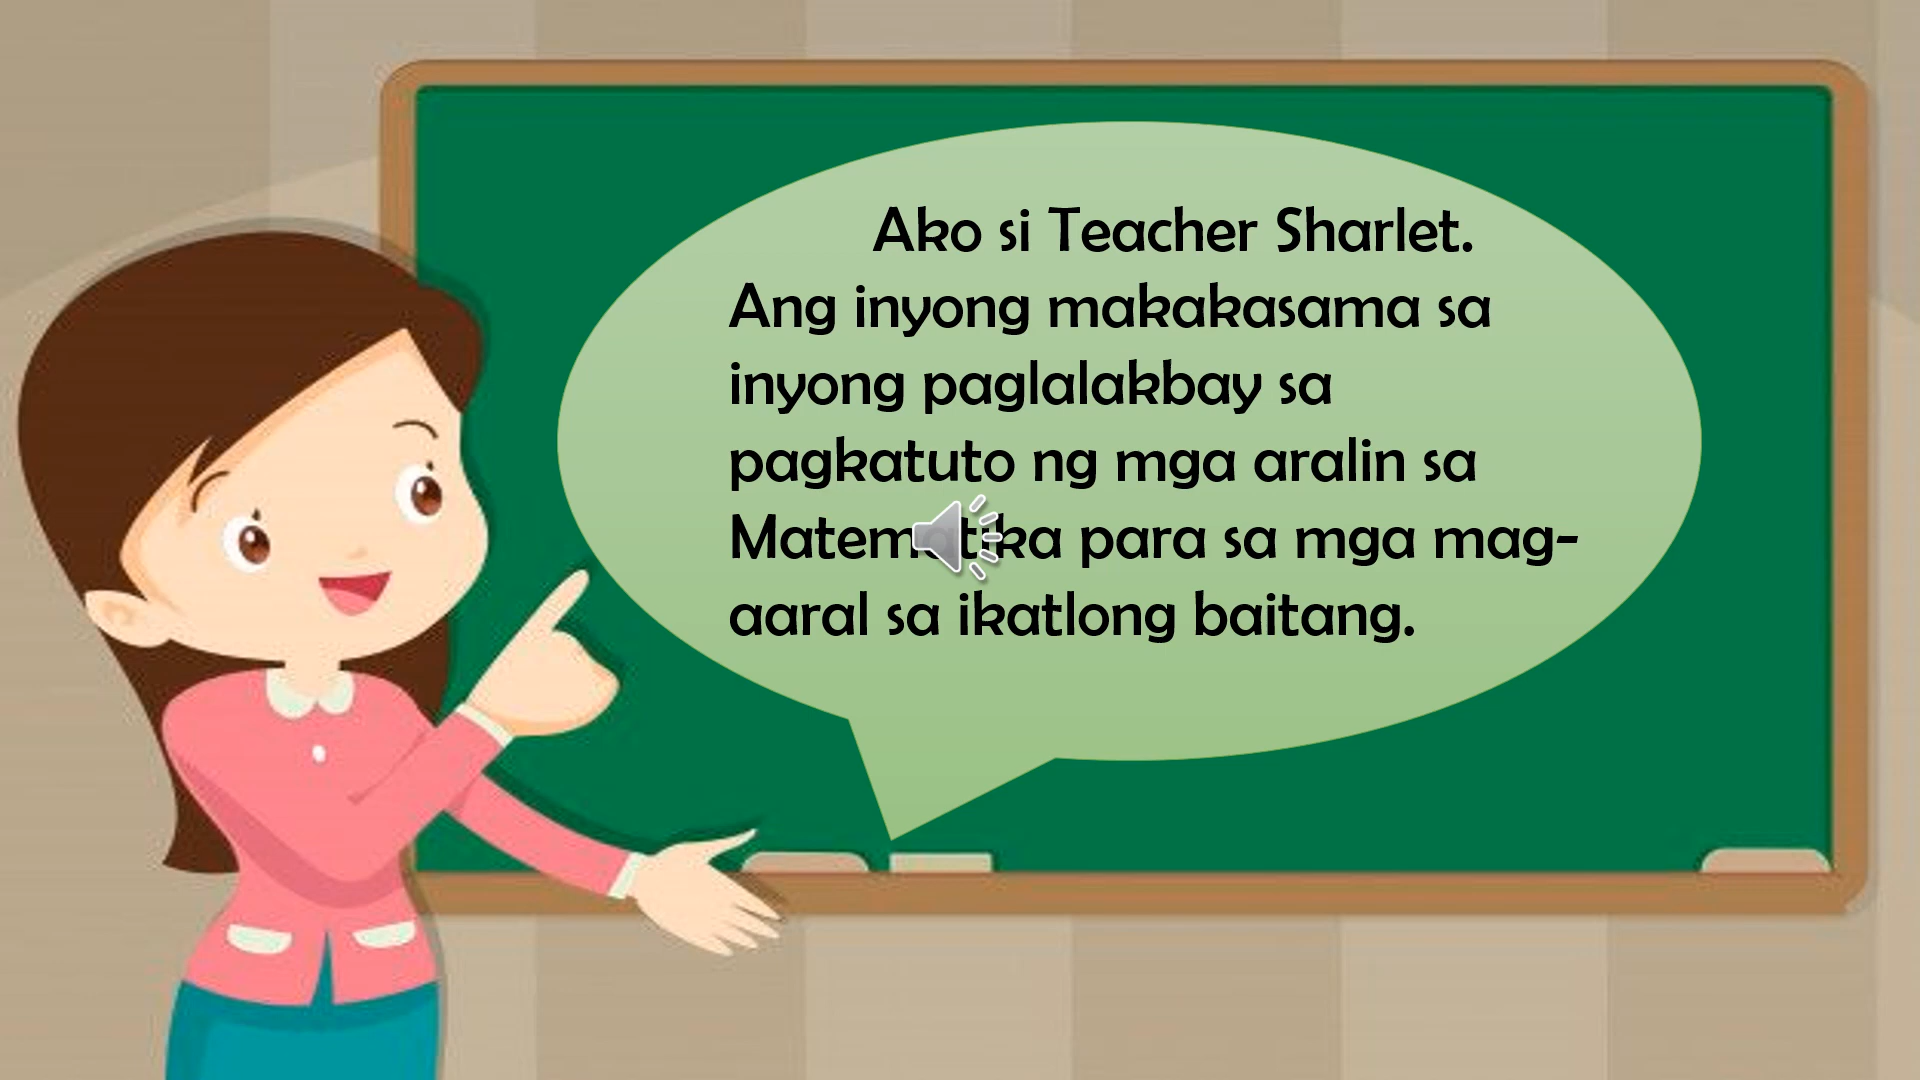 Ako si Teacher Sharlet.
Ang inyong makakasama sa
inyong paglalakbay sa
pagkatuto ng mga aralin sa
Matematika para sa mga mag-
aaral sa ikatlong baitang.